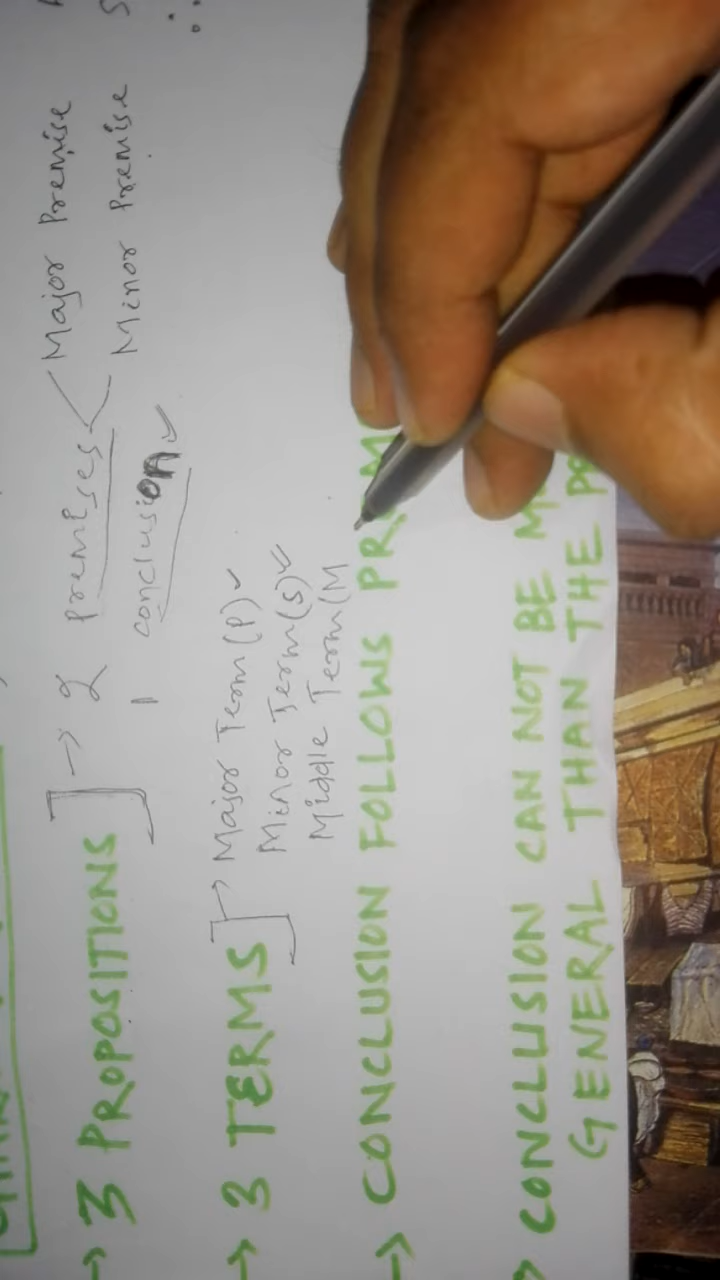 → 3 PROPOSITIONS] → 2 premises < Major Premise
Minor Premise S
1 conclusion ✓
∴
→ 3 TERMS] → Major Term (P) ✓
Minor Term (S) ✓
Middle Term (M
→ CONCLUSION FOLLOWS
CONCLUSION CAN NOT BE
GENERAL THAN THE